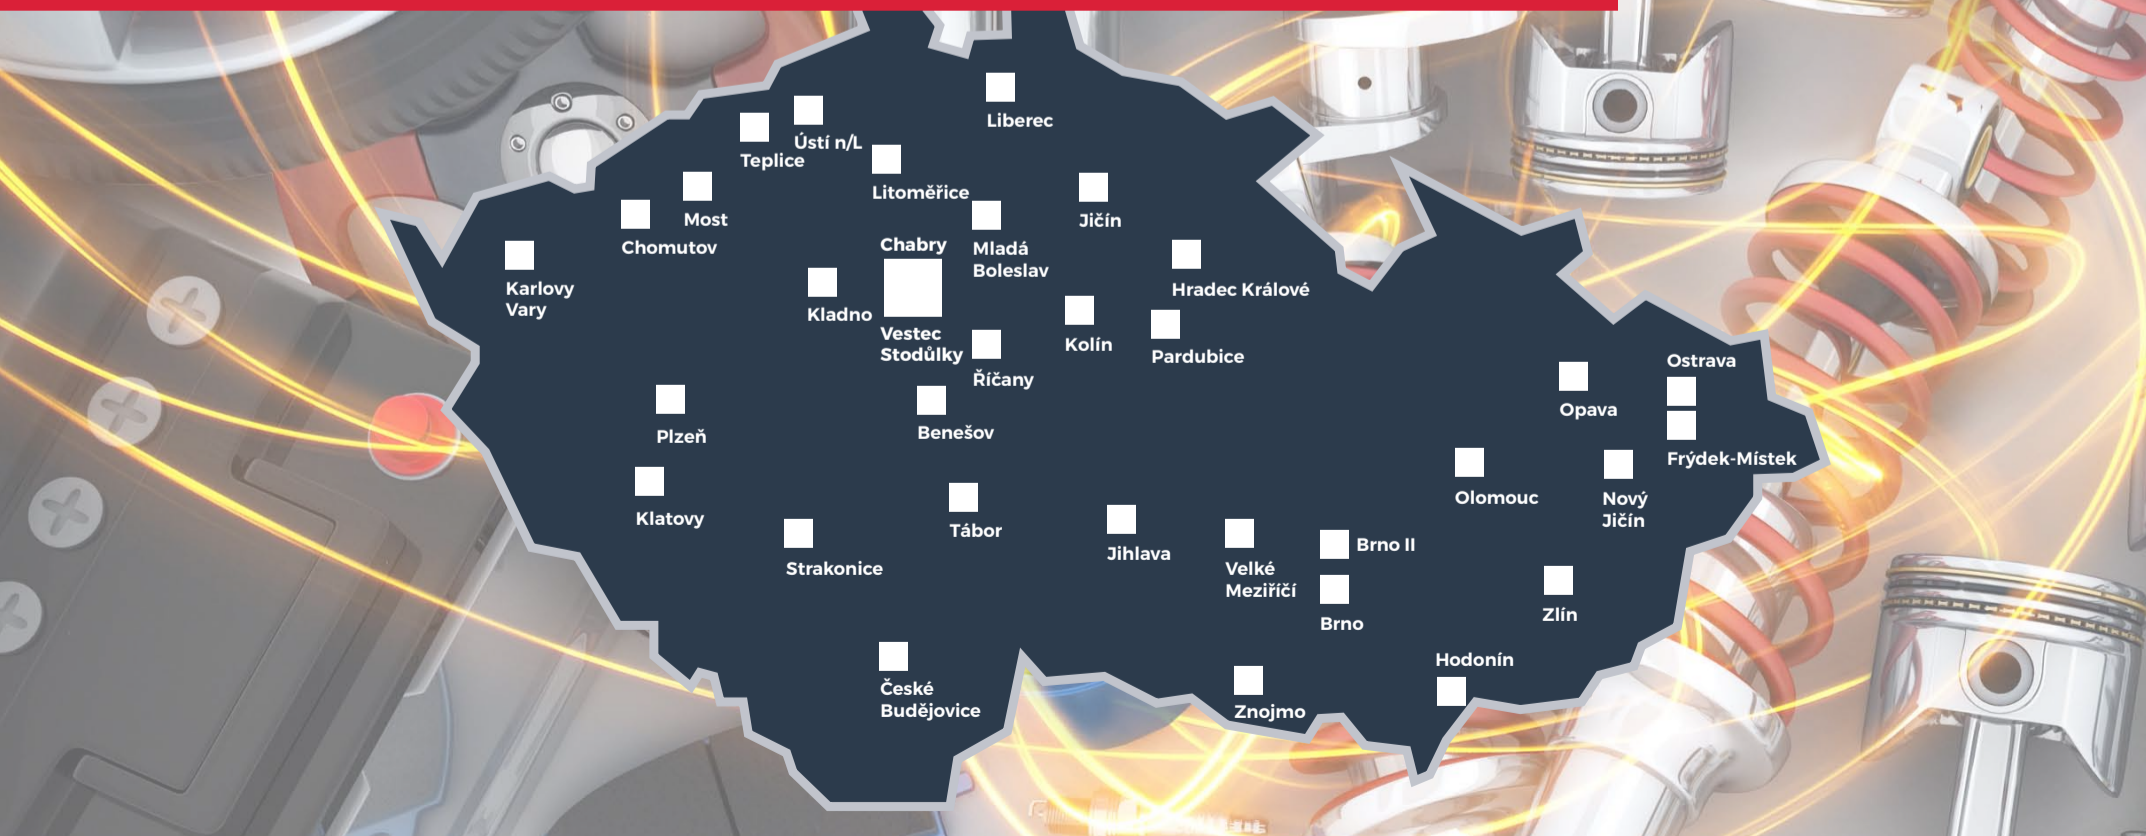 Liberec
Ústí n/L
Teplice
Litoměřice
Most
Jičín
Chomutov
Chabry
Mladá
Boleslav
Karlovy
Vary
Hradec Králové
Kladno
Vestec
Stodůlky
Kolín
Pardubice
Říčany
Ostrava
Opava
Benešov
Plzeň
Frýdek-Místek
Olomouc
Nový
Jičín
Klatovy
Tábor
Jihlava
Brno II
Strakonice
Velké
Meziříčí
Zlín
Brno
Hodonín
České
Budějovice
Znojmo